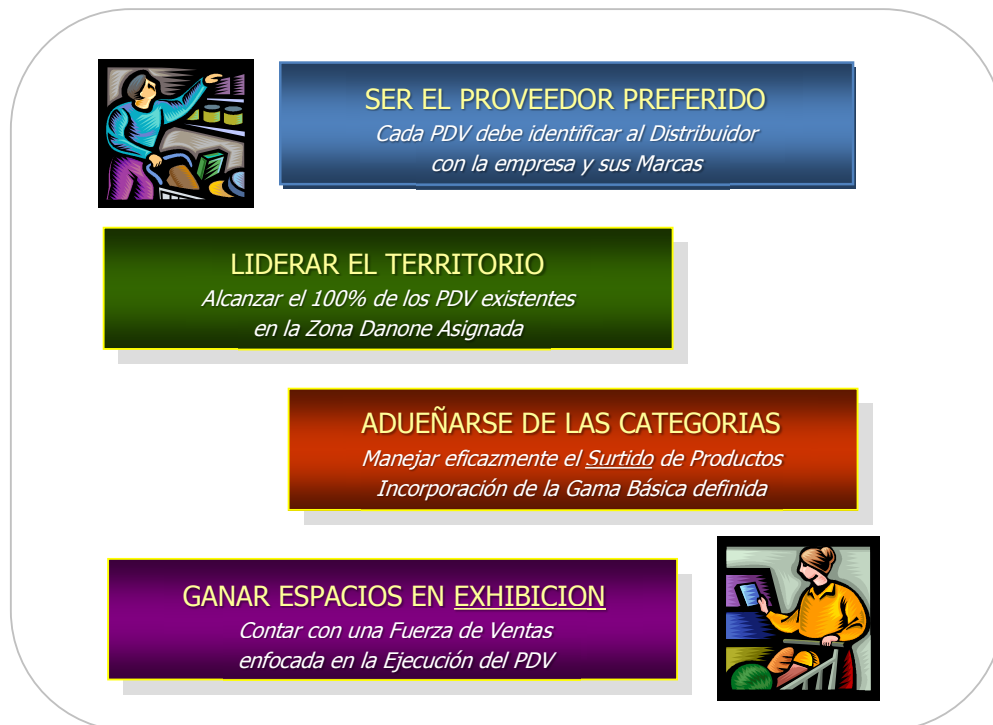 SER EL PROVEEDOR PREFERIDO
Cada PDV debe identificar al Distribuidor
con la empresa y sus Marcas
LIDERAR EL TERRITORIO
Alcanzar el 100% de los PDV existentes
en la Zona Danone Asignada
ADUEÑARSE DE LAS CATEGORIAS
Manejar eficazmente el Surtido de Productos
Incorporación de la Gama Básica definida
GANAR ESPACIOS EN EXHIBICION
Contar con una Fuerza de Ventas
enfocada en la Ejecución del PDV